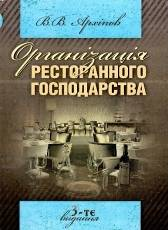 В.В. Архіпов
Організація
РЕСТОРАННОГО
ГОСПОДАРСТВА
3-тє
видання